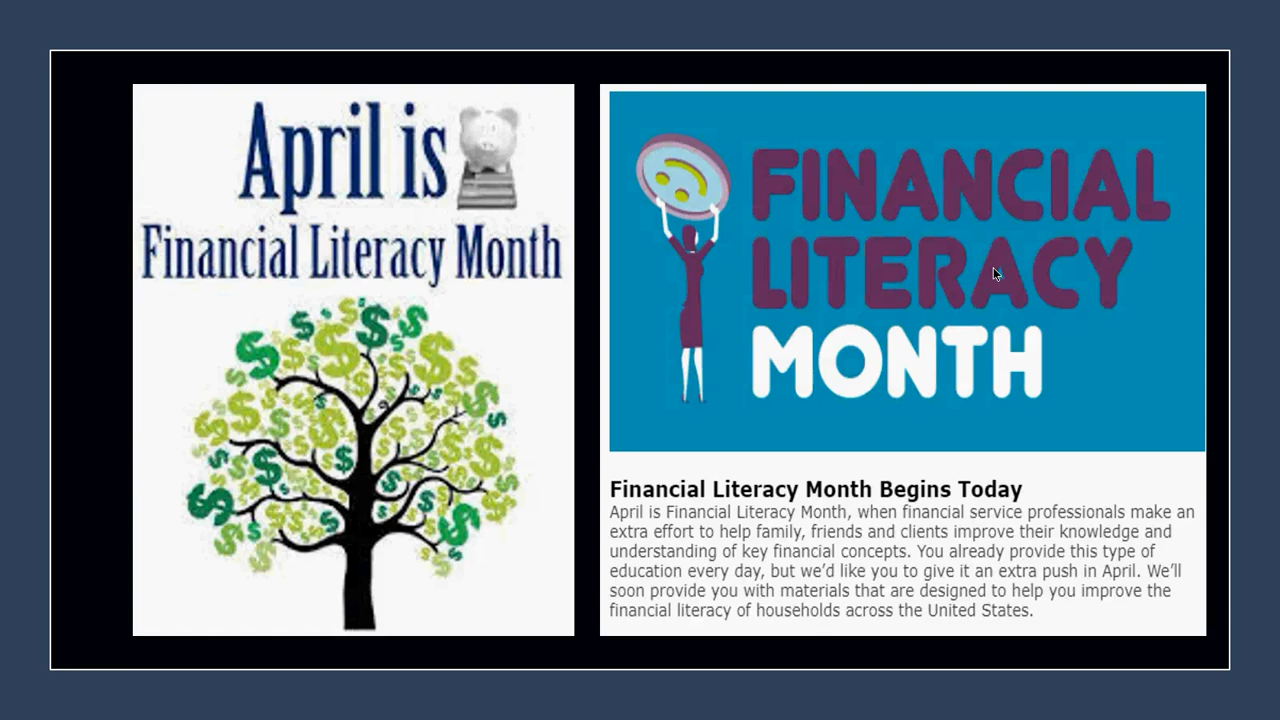 April is
Financial Literacy Month
FINANCIAL
LITERACY
MONTH
Financial Literacy Month Begins Today
April is Financial Literacy Month, when financial service professionals make an
extra effort to help family, friends and clients improve their knowledge and
understanding of key financial concepts. You already provide this type of
education every day, but we’d like you to give it an extra push in April. We’ll
soon provide you with materials that are designed to help you improve the
financial literacy of households across the United States.